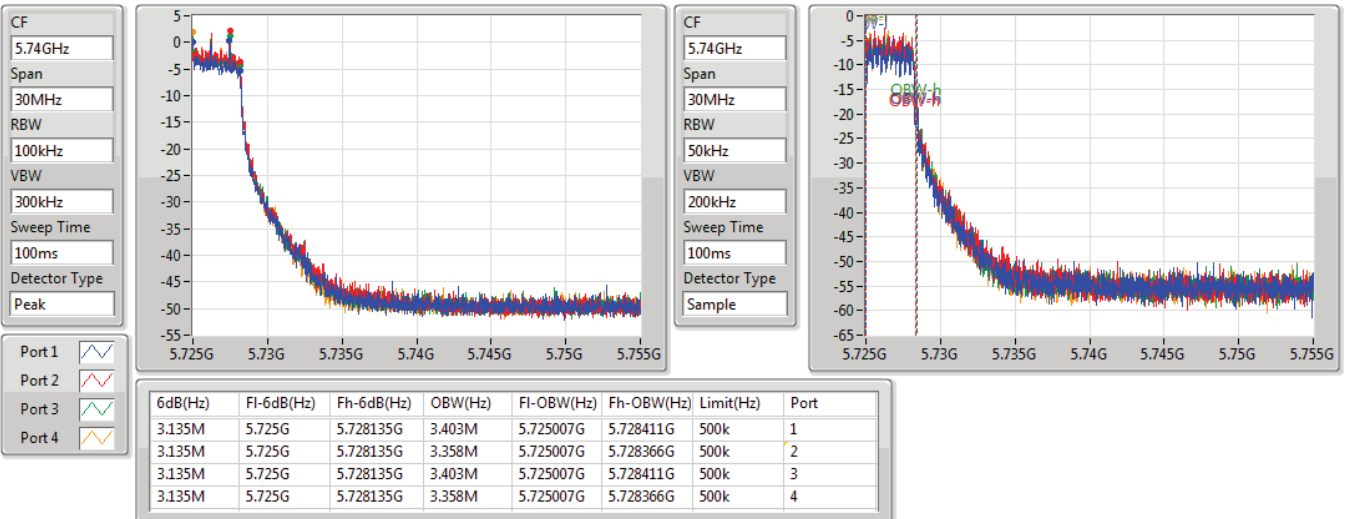 CF
5.74GHz
Span
30MHz
RBW
100kHz
VBW
300kHz
Sweep Time
100ms
Detector Type
Peak
5
0
-5
-10
-15
-20
-25
-30
-35
-40
-45
-50
-55
5.725G 5.73G 5.735G 5.74G 5.745G 5.75G 5.755G
CF
5.74GHz
Span
30MHz
RBW
50kHz
VBW
200kHz
Sweep Time
100ms
Detector Type
Sample
0
-5
-10
-15
-20
-25
-30
-35
-40
-45
-50
-55
-60
-65
OBW-h
OBW-h
5.725G 5.73G 5.735G 5.74G 5.745G 5.75G 5.755G
Port 1
Port 2
Port 3
Port 4
6dB(Hz) Fl-6dB(Hz) Fh-6dB(Hz) OBW(Hz) Fl-OBW(Hz) Fh-OBW(Hz) Limit(Hz) Port
3.135M 5.725G 5.728135G 3.403M 5.725007G 5.728411G 500k 1
3.135M 5.725G 5.728135G 3.358M 5.725007G 5.728366G 500k 2
3.135M 5.725G 5.728135G 3.403M 5.725007G 5.728411G 500k 3
3.135M 5.725G 5.728135G 3.358M 5.725007G 5.728366G 500k 4